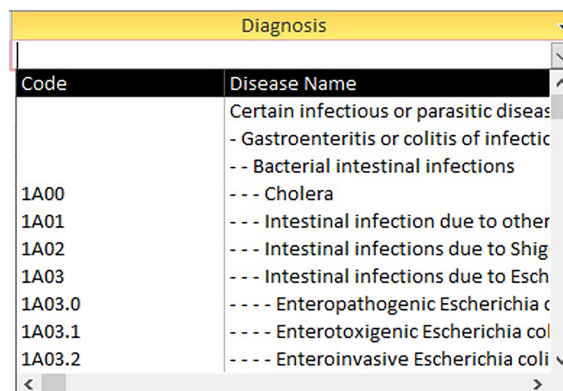 Diagnosis
Code Disease Name
Certain infectious or parasitic diseas
- Gastroenteritis or colitis of infectic
- - Bacterial intestinal infections
1A00 - - - Cholera
1A01 - - - Intestinal infection due to other
1A02 - - - Intestinal infections due to Shig
1A03 - - - Intestinal infections due to Esch
1A03.0 - - - - Enteropathogenic Escherichia c
1A03.1 - - - - Enterotoxigenic Escherichia col
1A03.2 - - - - Enteroinvasive Escherichia coli